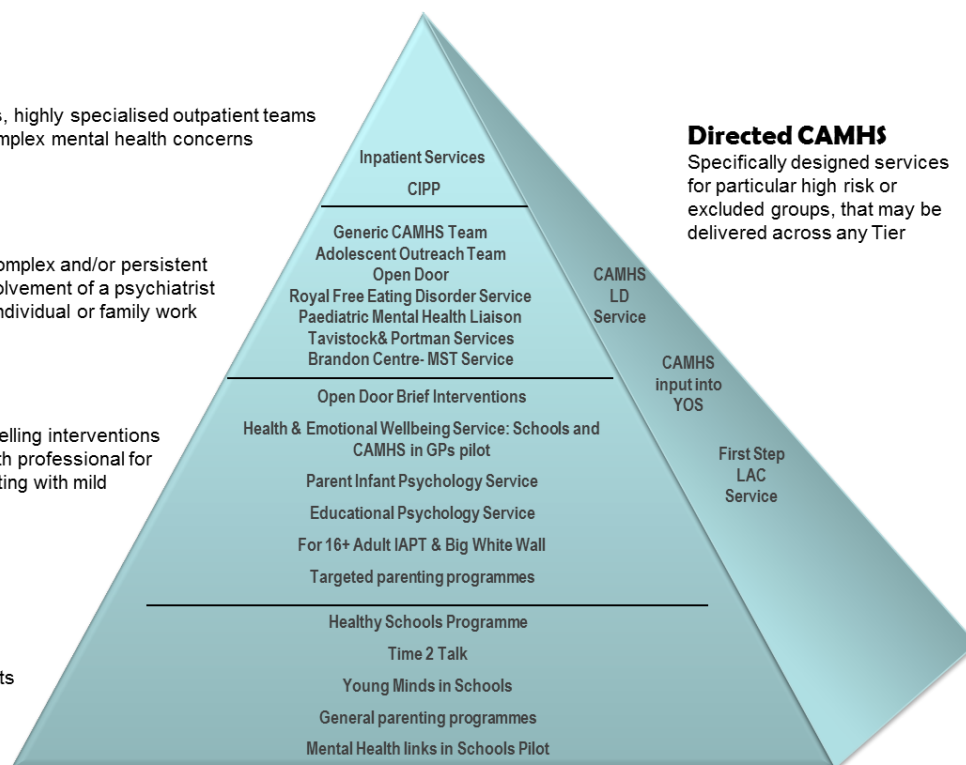 s, highly specialised outpatient teams
mplex mental health concerns
Directed CAMHS
Specifically designed services
for particular high risk or
excluded groups, that may be
delivered across any Tier
Inpatient Services
CIPP
omplex and/or persistent
olvement of a psychiatrist
ndividual or family work
Generic CAMHS Team
Adolescent Outreach Team
Open Door
Royal Free Eating Disorder Service
Paediatric Mental Health Liaison
Tavistock& Portman Services
Brandon Centre- MST Service
CAMHS
LD
Service
CAMHS
input into
YOS
First Step
LAC
Service
elling interventions
th professional for
ting with mild
Open Door Brief Interventions
Health & Emotional Wellbeing Service: Schools and
CAMHS in GPs pilot
Parent Infant Psychology Service
Educational Psychology Service
For 16+ Adult IAPT & Big White Wall
Targeted parenting programmes
ts
Healthy Schools Programme
Time 2 Talk
Young Minds in Schools
General parenting programmes
Mental Health links in Schools Pilot